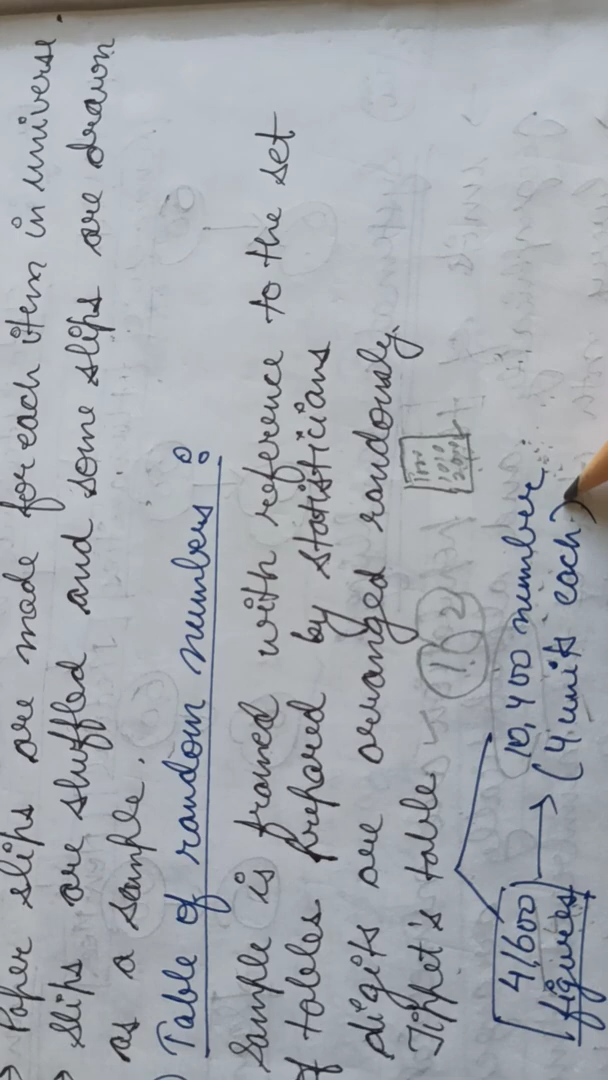 → Paper slips are made for each item in universe.
→ slips are shuffled and some slips are drawn
as a sample.
) Table of random numbers :
Sample is framed with reference to the set
of tables prepared by statisticians
digits are arranged randomly.
Tippet's table
41,600 figures
10,400 number
(4 units each)